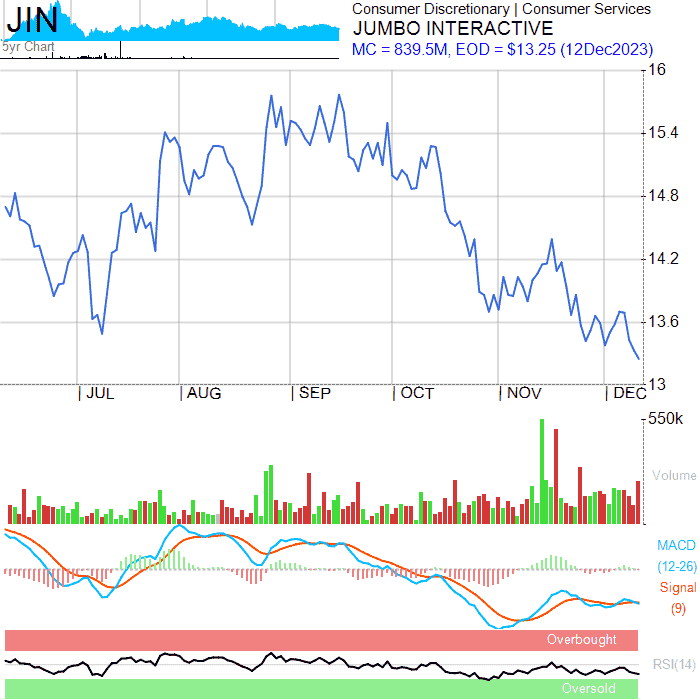 JIN
5yr Chart
Consumer Discretionary | Consumer Services
JUMBO INTERACTIVE
MC = 839.5M, EOD = $13.25 (12Dec2023)
16
15.4
14.8
14.2
13.6
13
| JUL | AUG | SEP | OCT | NOV | DEC
550k
Volume
MACD
(12-26)
Signal
(9)
Overbought
RSI(14)
Oversold